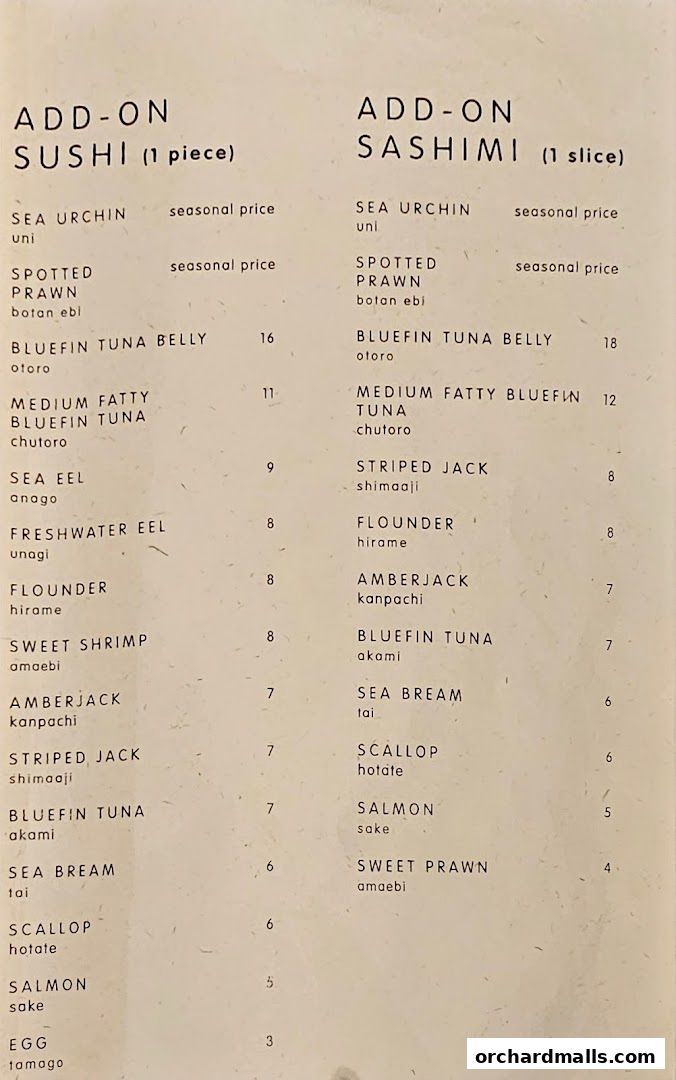 ADD-ON
SUSHI (1 piece)
SEA URCHIN seasonal price
uni
SPOTTED seasonal price
PRAWN
botan ebi
BLUEFIN TUNA BELLY 16
otoro
MEDIUM FATTY 11
BLUEFIN TUNA
chutoro
SEA EEL 9
anago
FRESHWATER EEL 8
unagi
FLOUNDER 8
hirame
SWEET SHRIMP 8
amaebi
AMBERJACK 7
kanpachi
STRIPED JACK 7
shimaaji
BLUEFIN TUNA 7
akami
SEA BREAM 6
tai
SCALLOP 6
hotate
SALMON 5
sake
EGG 3
tamago
ADD-ON
SASHIMI (1 slice)
SEA URCHIN seasonal price
uni
SPOTTED seasonal price
PRAWN
botan ebi
BLUEFIN TUNA BELLY 18
otoro
MEDIUM FATTY BLUEFIN 12
TUNA
chutoro
STRIPED JACK 8
shimaaji
FLOUNDER 8
hirame
AMBERJACK 7
kanpachi
BLUEFIN TUNA 7
akami
SEA BREAM 6
tai
SCALLOP 6
hotate
SALMON 5
sake
SWEET PRAWN 4
amaebi
orchardmalls.com